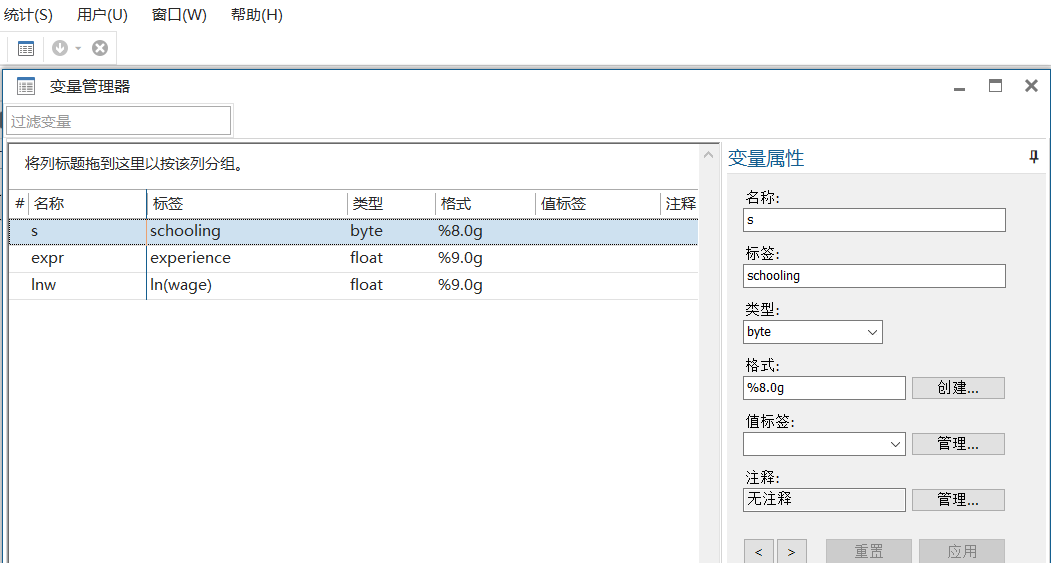 统计(S) 用户(U) 窗口(W) 帮助(H)
变量管理器
过滤变量
将列标题拖到这里以按该列分组。
# 名称 标签 类型 格式 值标签 注释
s schooling byte %8.0g
expr experience float %9.0g
lnw ln(wage) float %9.0g
变量属性
名称:
s
标签:
schooling
类型:
byte
格式:
%8.0g 创建...
值标签:
管理...
注释:
无注释 管理...
< > 重置 应用